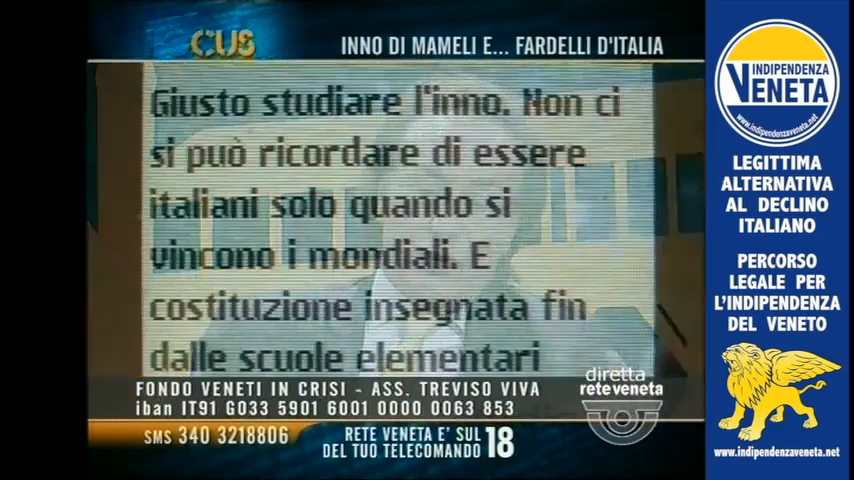 CUS
INNO DI MAMELI E... FARDELLI D'ITALIA
Giusto studiare l'inno. Non ci
si può ricordare di essere
italiani solo quando si
vincono i mondiali. E
costituzione insegnata fin
dalle scuole elementari
diretta
reteveneta
FONDO VENETI IN CRISI - ASS. TREVISO VIVA
iban IT91 G033 5901 6001 0000 0063 853
SMS 340 3218806
RETE VENETA E' SUL
DEL TUO TELECOMANDO 18
INDIPENDENZA
VENETA
www.indipendenzaveneta.net
LEGITTIMA
ALTERNATIVA
AL DECLINO
ITALIANO
PERCORSO
LEGALE PER
L'INDIPENDENZA
DEL VENETO
www.indipendenzaveneta.net